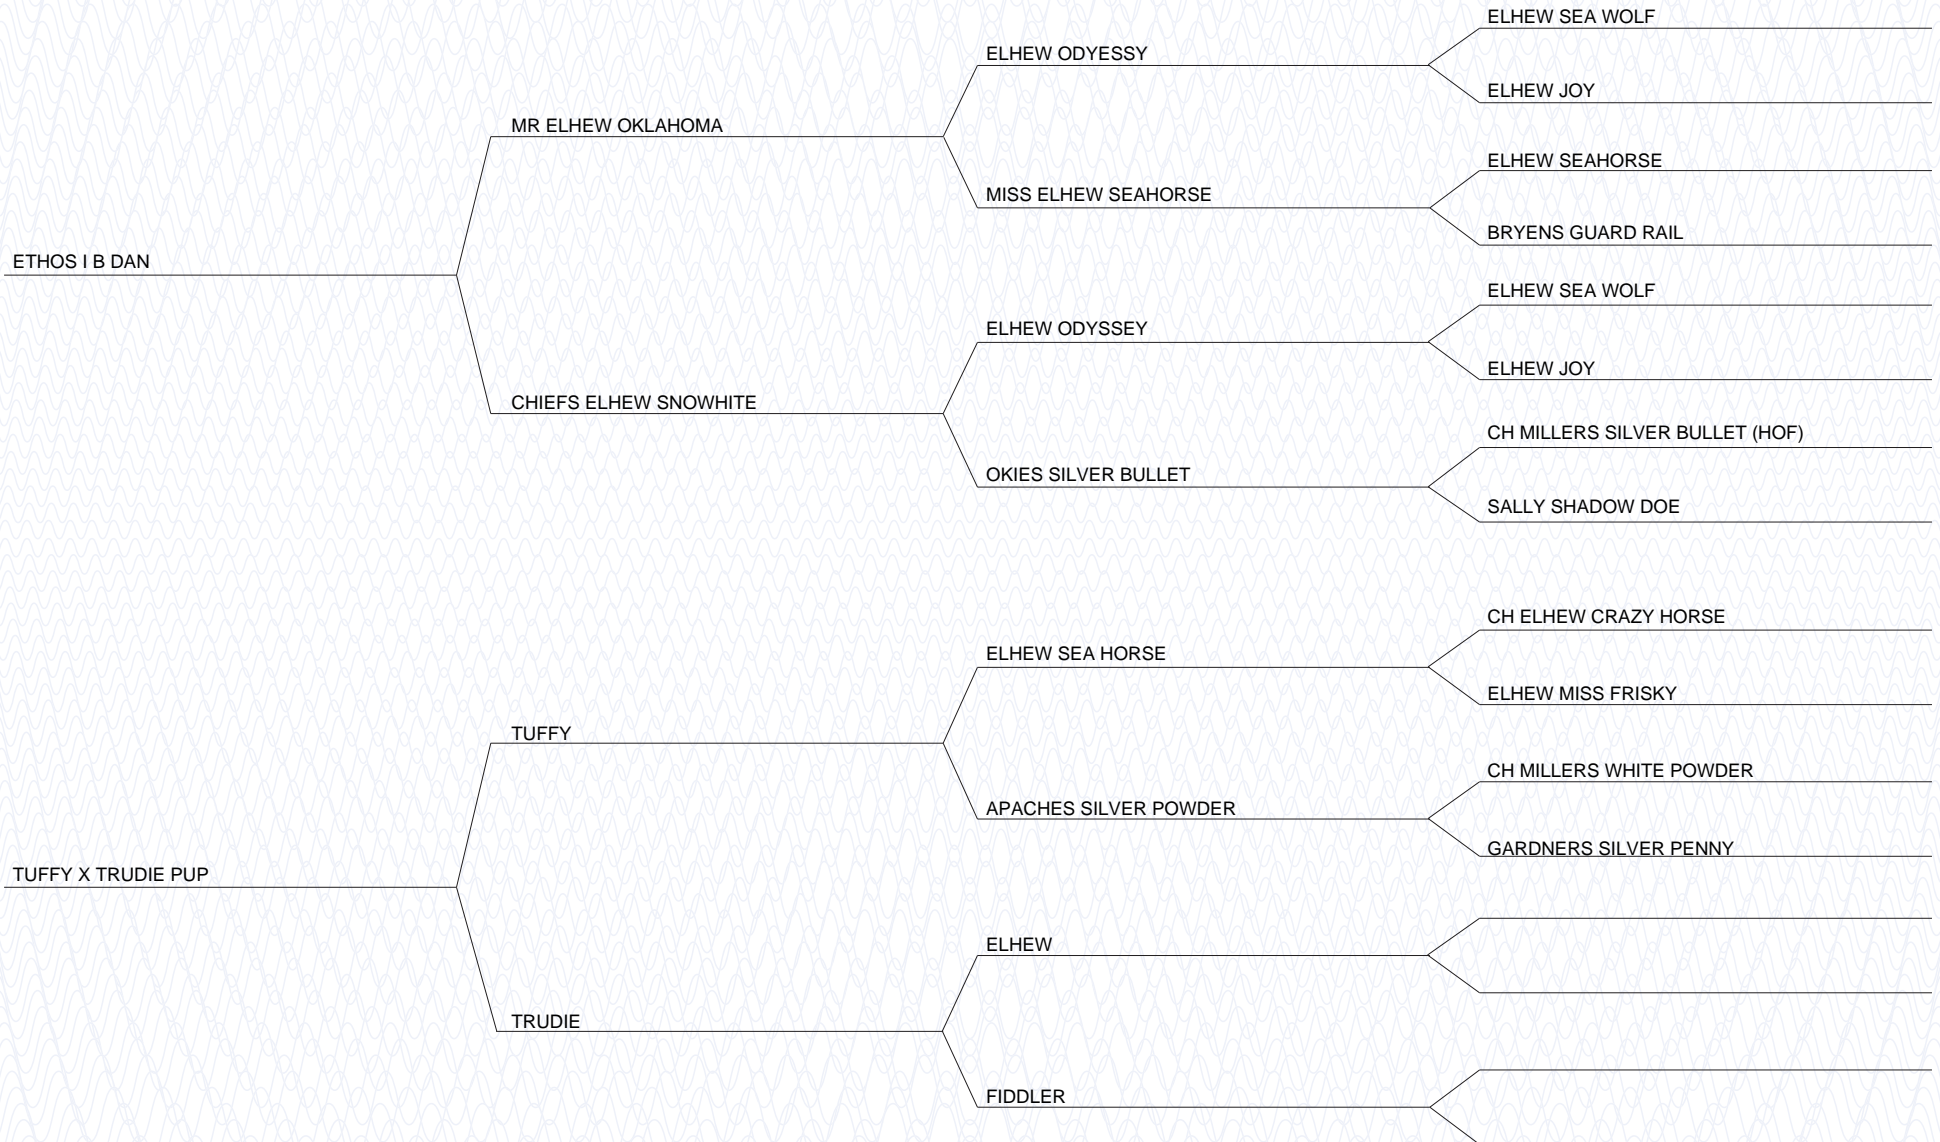 ELHEW SEA WOLF
ELHEW ODYESSY
ELHEW JOY
MR ELHEW OKLAHOMA
ELHEW SEAHORSE
MISS ELHEW SEAHORSE
BRYENS GUARD RAIL
ETHOS I B DAN
ELHEW SEA WOLF
ELHEW ODYSSEY
ELHEW JOY
CHIEFS ELHEW SNOWHITE
CH MILLERS SILVER BULLET (HOF)
OKIES SILVER BULLET
SALLY SHADOW DOE
CH ELHEW CRAZY HORSE
ELHEW SEA HORSE
ELHEW MISS FRISKY
TUFFY
CH MILLERS WHITE POWDER
APACHES SILVER POWDER
GARDNERS SILVER PENNY
TUFFY X TRUDIE PUP
ELHEW
TRUDIE
FIDDLER